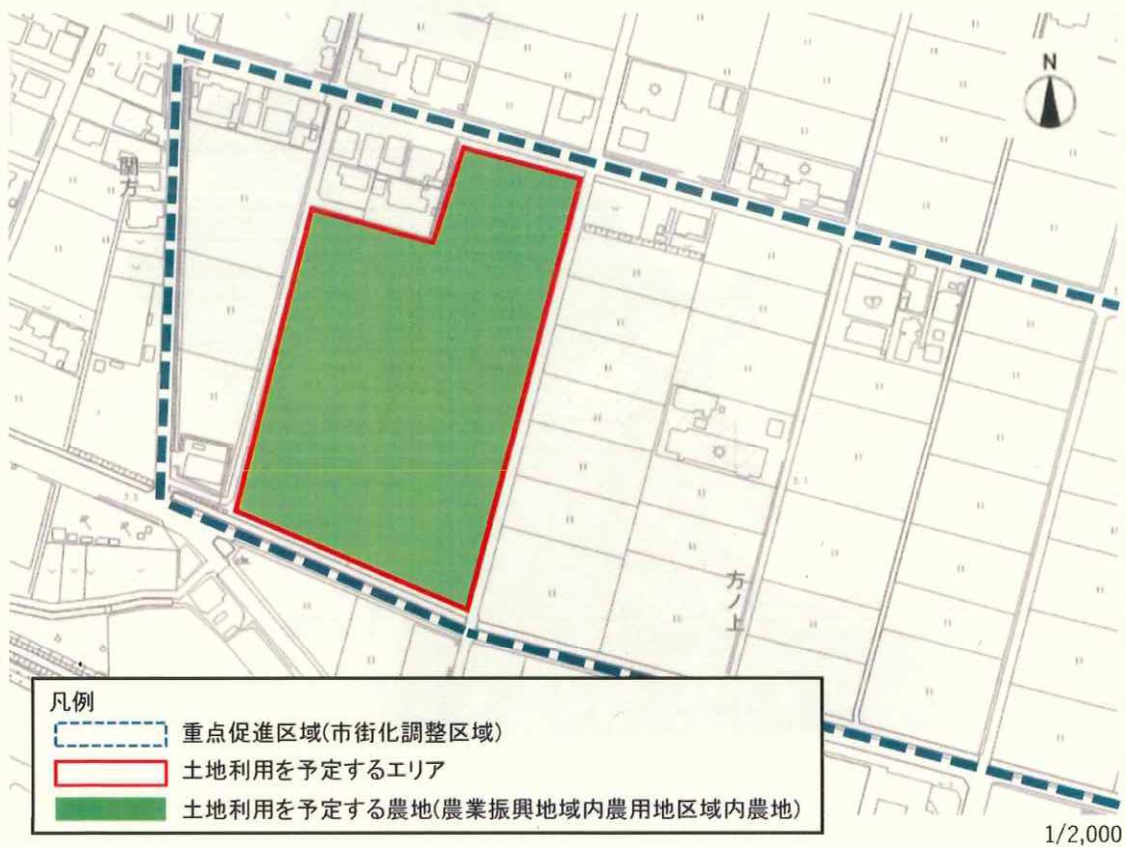 N
関方
方ノ上
凡例
重点促進区域(市街化調整区域)
土地利用を予定するエリア
土地利用を予定する農地(農業振興地域内農用地区域内農地)
1/2,000